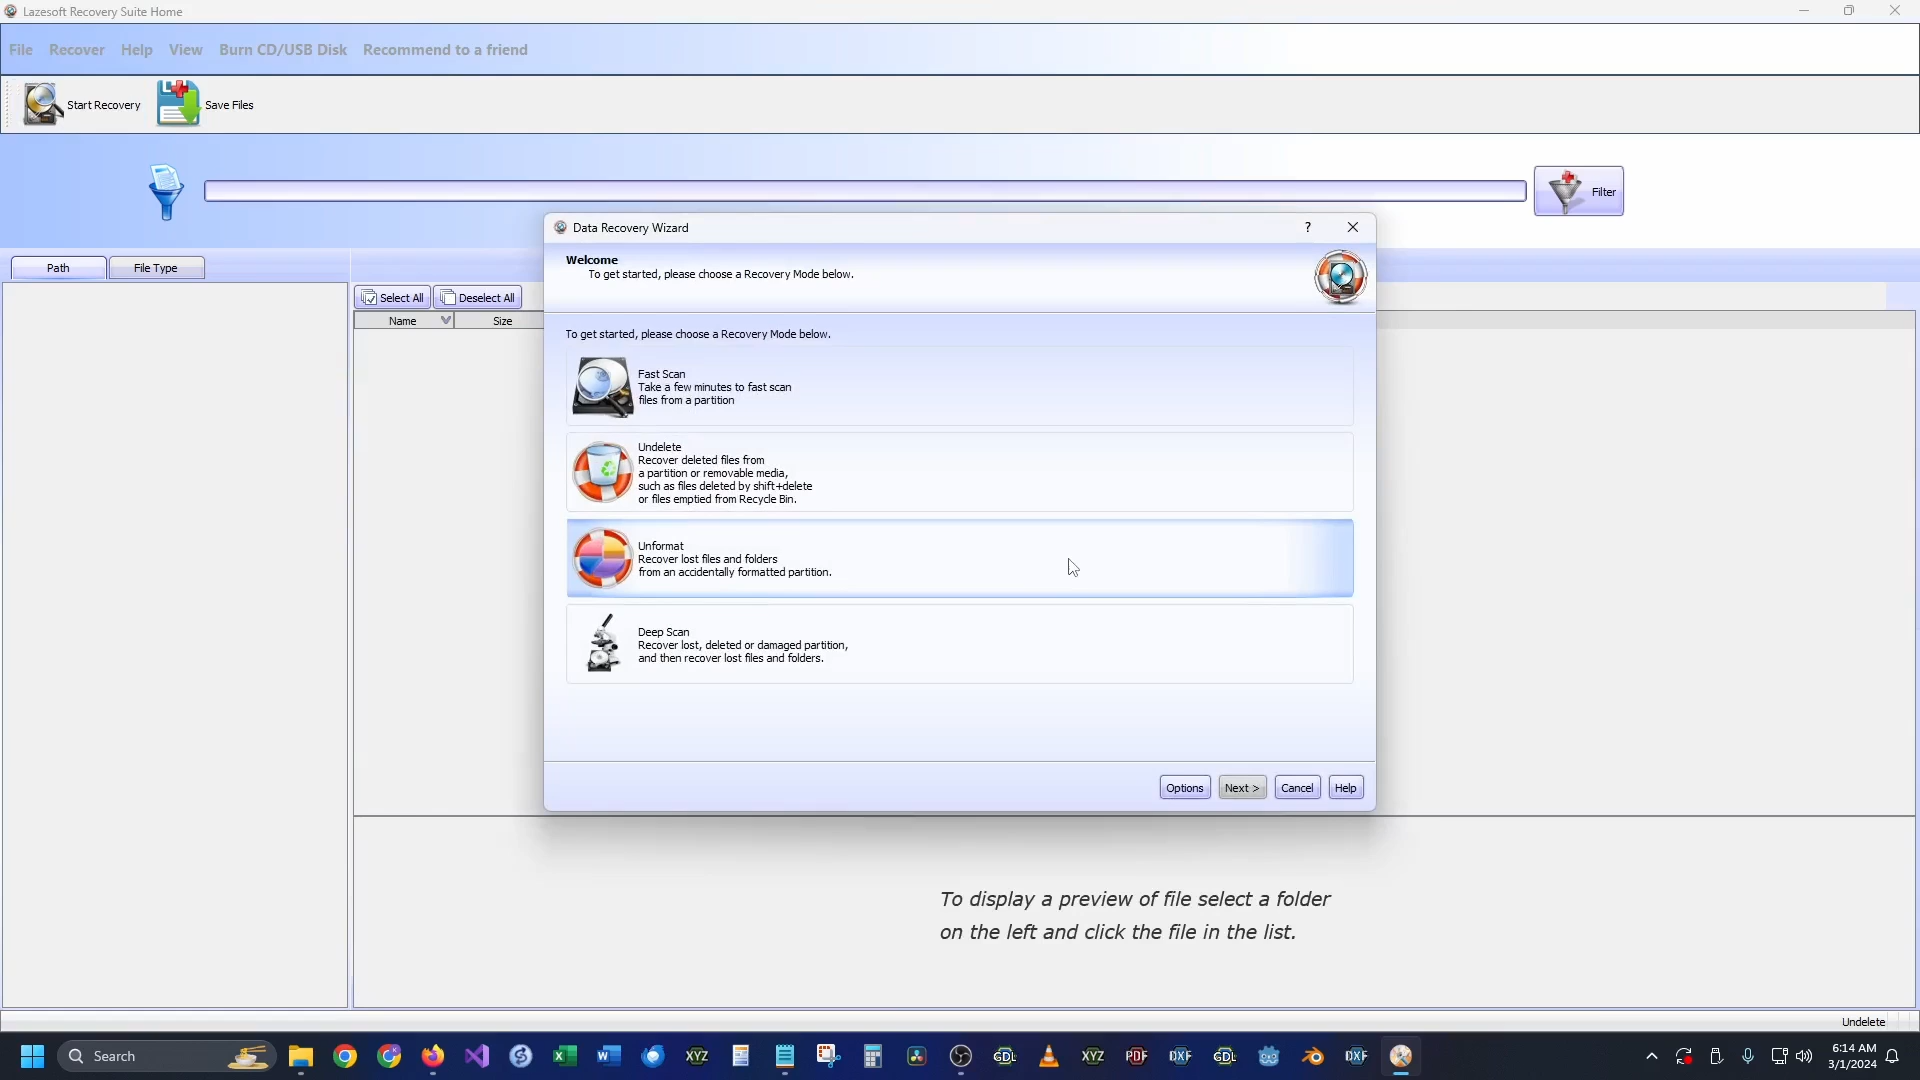 Lazesoft Recovery Suite Home
File Recover Help View Burn CD/USB Disk Recommend to a friend
Start Recovery Save Files
Filter
Path File Type
Select All Deselect All
Name Size
Data Recovery Wizard
?
Welcome
To get started, please choose a Recovery Mode below.
To get started, please choose a Recovery Mode below.
Fast Scan
Take a few minutes to fast scan
files from a partition
Undelete
Recover deleted files from
a partition or removable media,
such as files deleted by shift+delete
or files emptied from Recycle Bin.
Unformat
Recover lost files and folders
from an accidentally formatted partition.
Deep Scan
Recover lost, deleted or damaged partition,
and then recover lost files and folders.
Options Next > Cancel Help
To display a preview of file select a folder
on the left and click the file in the list.
Undelete
Search
XYZ GDL XYZ PDF DXF GDL DXF
6:14 AM
3/1/2024